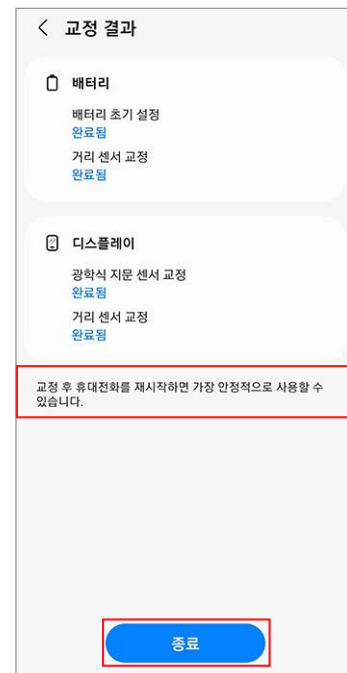 교정 결과
배터리
배터리 초기 설정
완료됨
거리 센서 교정
완료됨
디스플레이
광학식 지문 센서 교정
완료됨
거리 센서 교정
완료됨
교정 후 휴대전화를 재시작하면 가장 안정적으로 사용할 수
있습니다.
종료